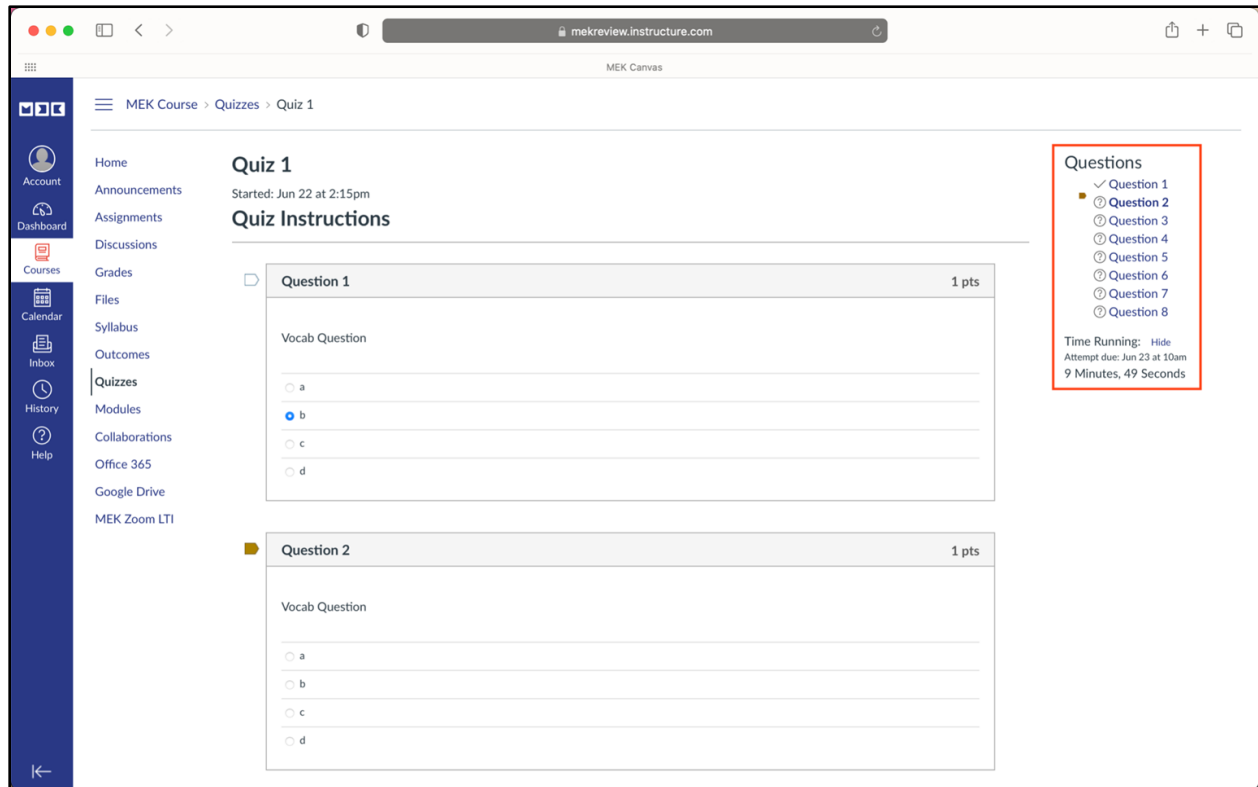 mekreview.instructure.com
MEK Canvas
MEK
Account
Dashboard
Courses
Calendar
Inbox
History
Help
MEK Course > Quizzes > Quiz 1
Home
Announcements
Assignments
Discussions
Grades
Files
Syllabus
Outcomes
Quizzes
Modules
Collaborations
Office 365
Google Drive
MEK Zoom LTI
Quiz 1
Started: Jun 22 at 2:15pm
Quiz Instructions
Question 1 1 pts
Vocab Question
a
b
c
d
Question 2 1 pts
Vocab Question
a
b
c
d
Questions
Question 1
Question 2
Question 3
Question 4
Question 5
Question 6
Question 7
Question 8
Time Running: Hide
Attempt due: Jun 23 at 10am
9 Minutes, 49 Seconds